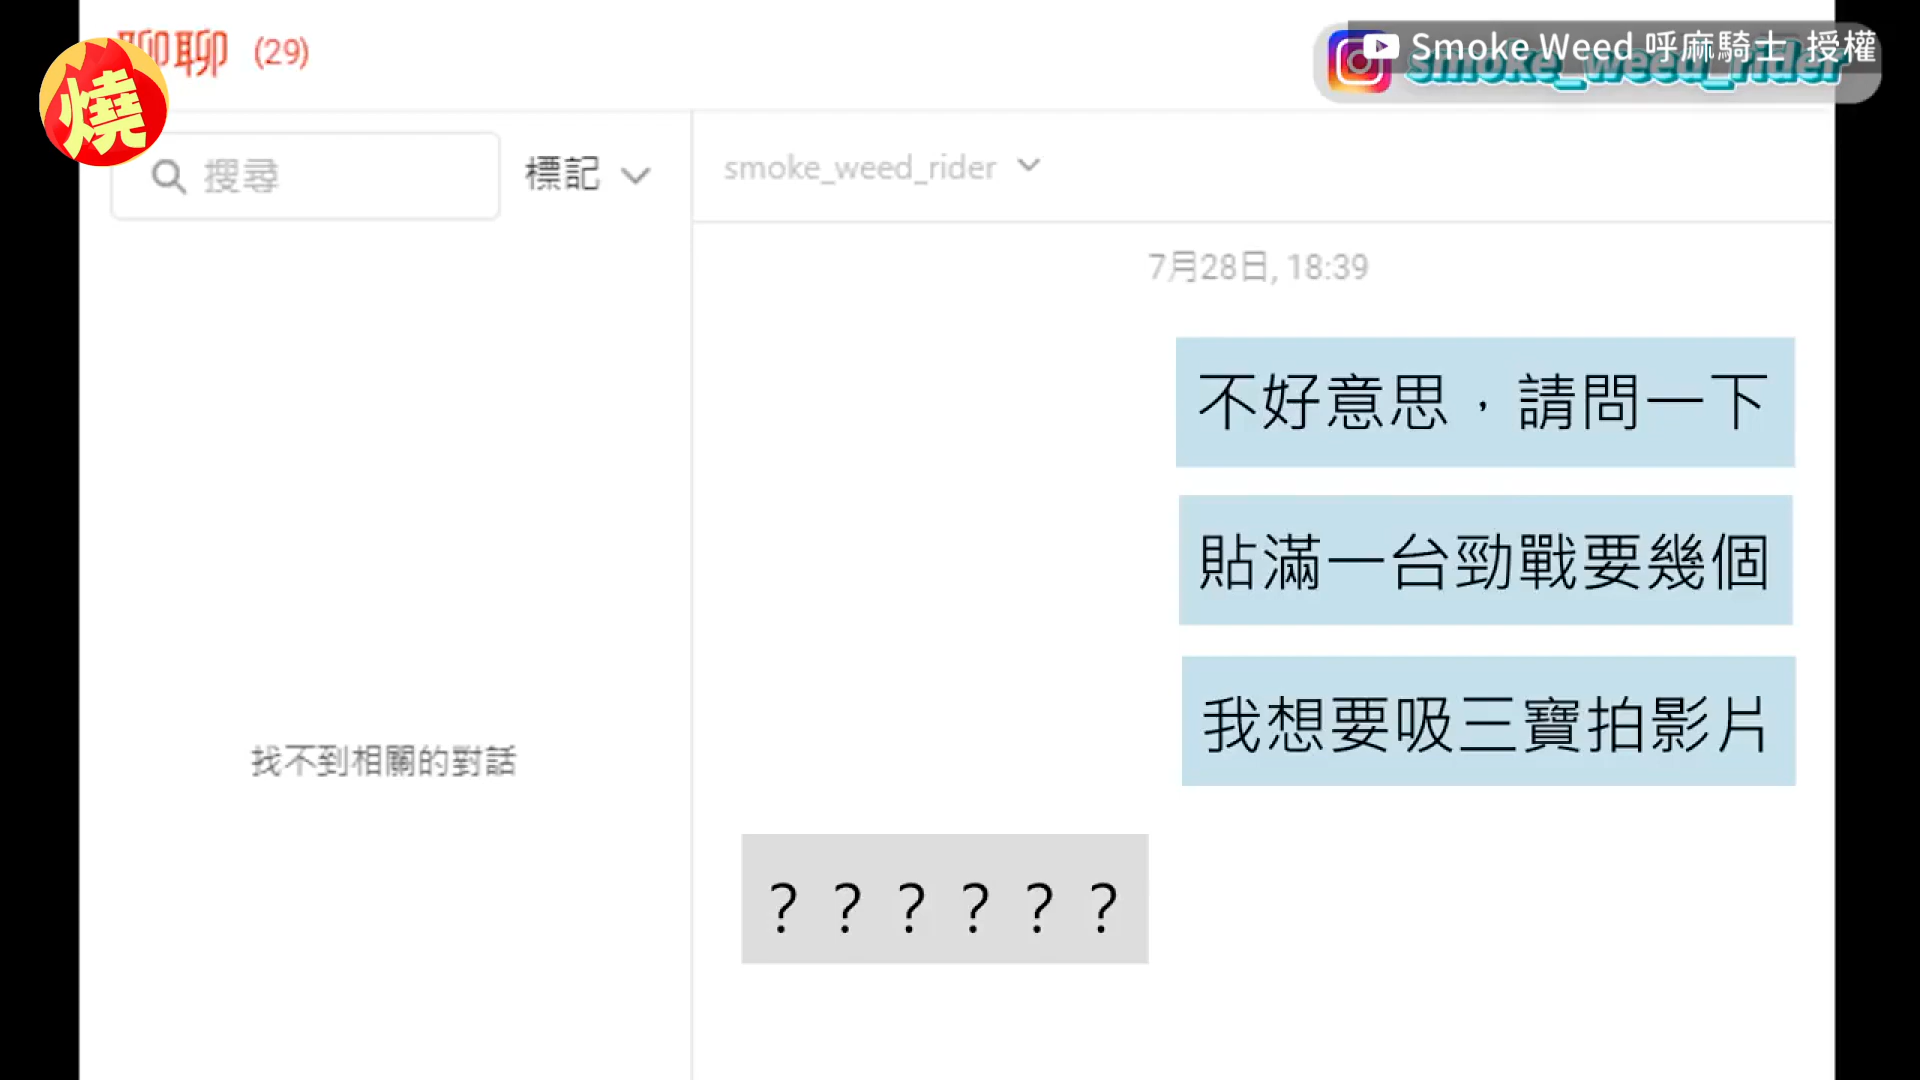 聊聊 (29)
燒
Smoke Weed 呼麻騎士 授權
smoke_weed_rider
搜尋
標記
smoke_weed_rider
7月28日, 18:39
不好意思，請問一下
貼滿一台勁戰要幾個
我想要吸三寶拍影片
找不到相關的對話
？？？？？？